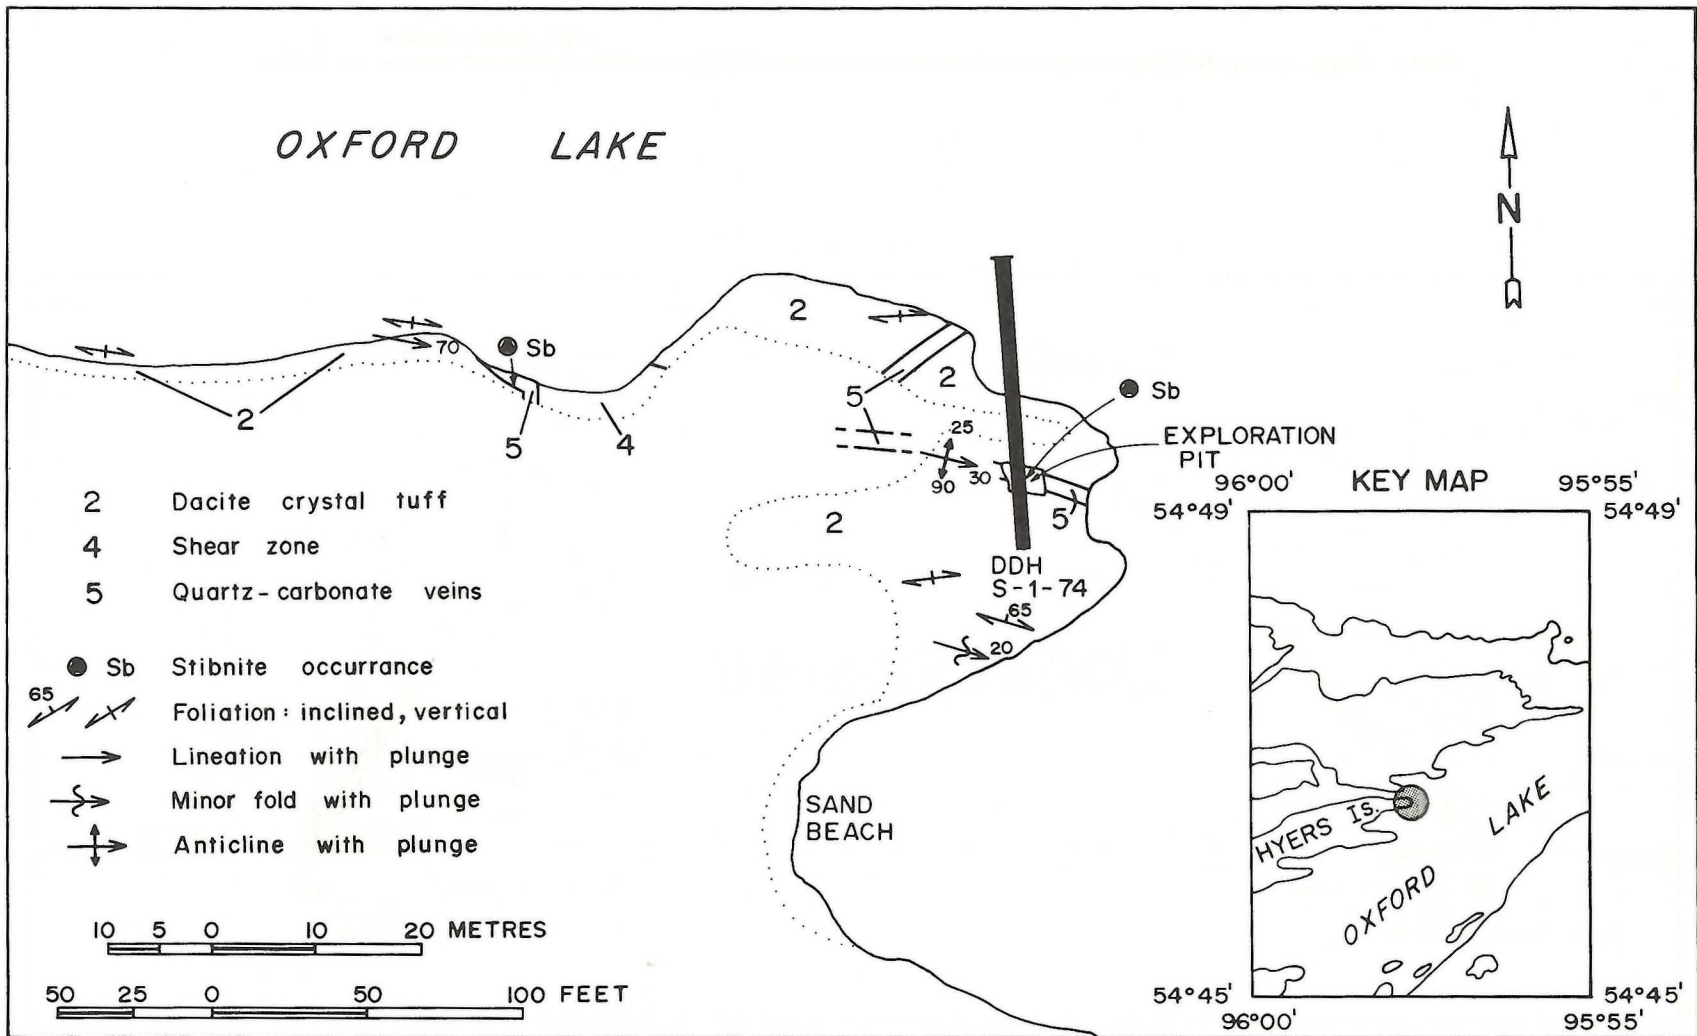 OXFORD LAKE
N
2
Sb
70
2
Sb
2
5
2
5
4
25
EXPLORATION
PIT
30
90
2
5
DDH
S-1-74
65
20
SAND
BEACH
2 Dacite crystal tuff
4 Shear zone
5 Quartz-carbonate veins
Sb Stibnite occurrance
65 Foliation: inclined, vertical
Lineation with plunge
Minor fold with plunge
Anticline with plunge
10 5 0 10 20 METRES
50 25 0 50 100 FEET
96°00' KEY MAP 95°55'
54°49' 54°49'
HYERS Is.
OXFORD LAKE
54°45' 54°45'
96°00' 95°55'